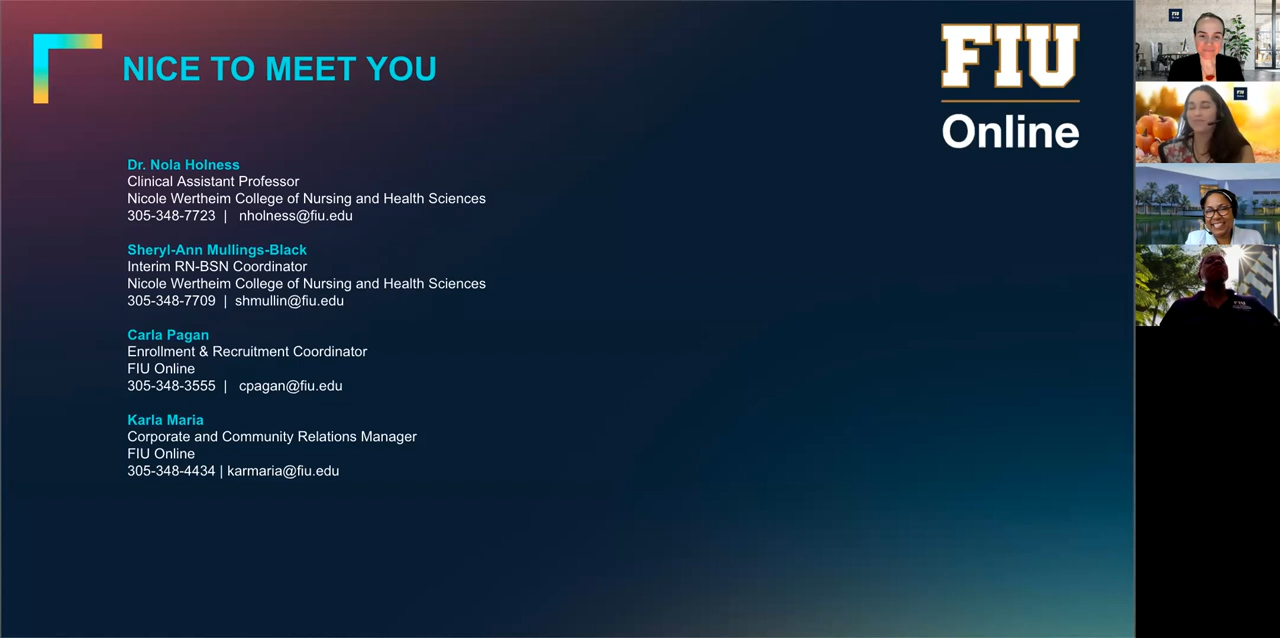 NICE TO MEET YOU
FIU
Online
Dr. Nola Holness
Clinical Assistant Professor
Nicole Wertheim College of Nursing and Health Sciences
305-348-7723 | nholness@fiu.edu
Sheryl-Ann Mullings-Black
Interim RN-BSN Coordinator
Nicole Wertheim College of Nursing and Health Sciences
305-348-7709 | shmullin@fiu.edu
Carla Pagan
Enrollment & Recruitment Coordinator
FIU Online
305-348-3555 | cpagan@fiu.edu
Karla Maria
Corporate and Community Relations Manager
FIU Online
305-348-4434 | karmaria@fiu.edu
FIU
FIU
FIU